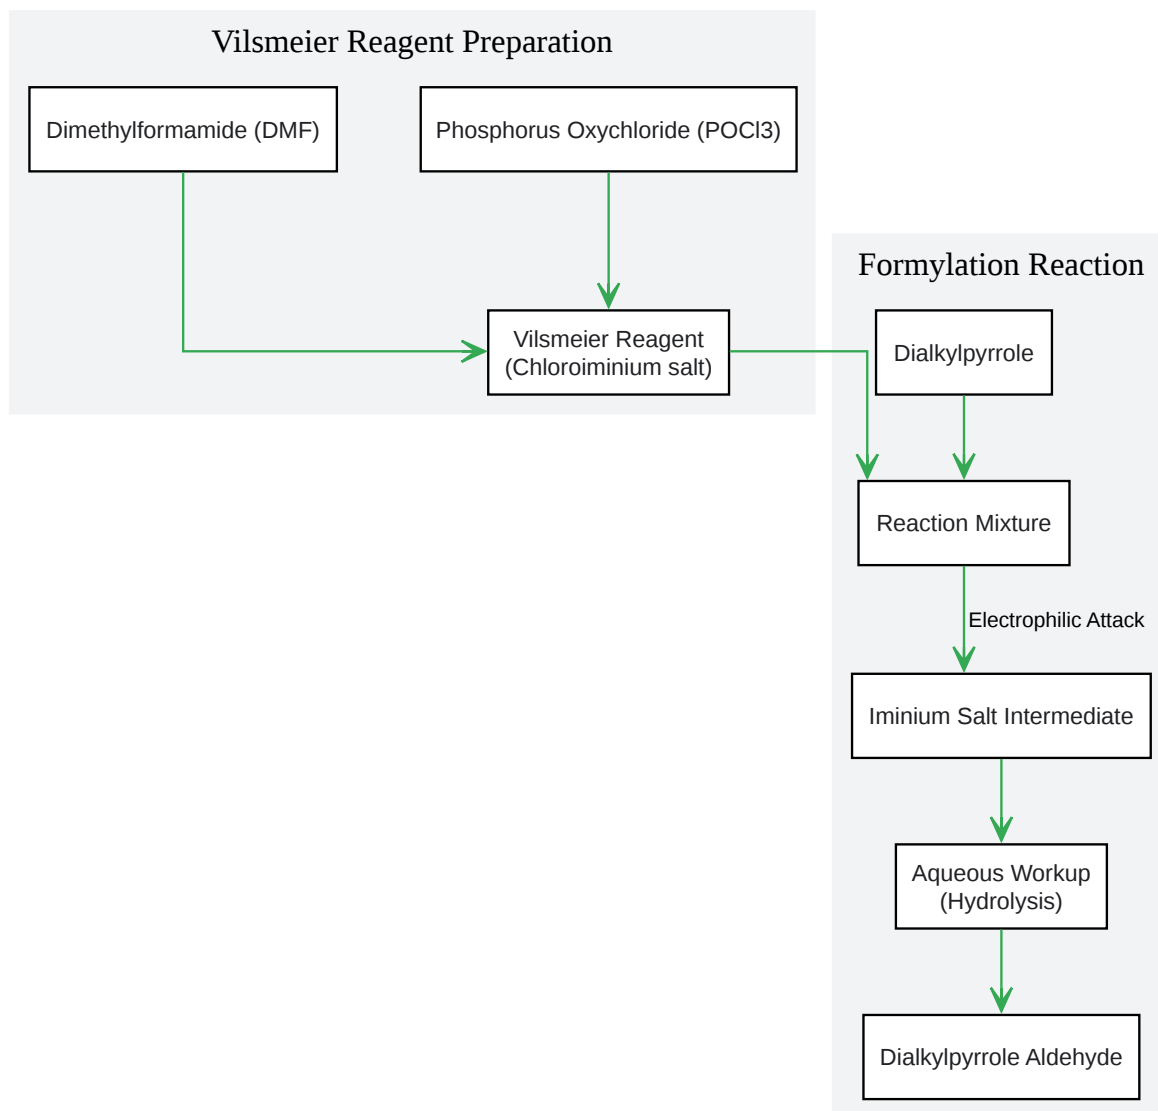 Vilsmeier Reagent Preparation
Dimethylformamide (DMF)
Phosphorus Oxychloride (POCl3)
Vilsmeier Reagent
(Chloroiminium salt)
Formylation Reaction
Dialkylpyrrole
Reaction Mixture
Electrophilic Attack
Iminium Salt Intermediate
Aqueous Workup
(Hydrolysis)
Dialkylpyrrole Aldehyde